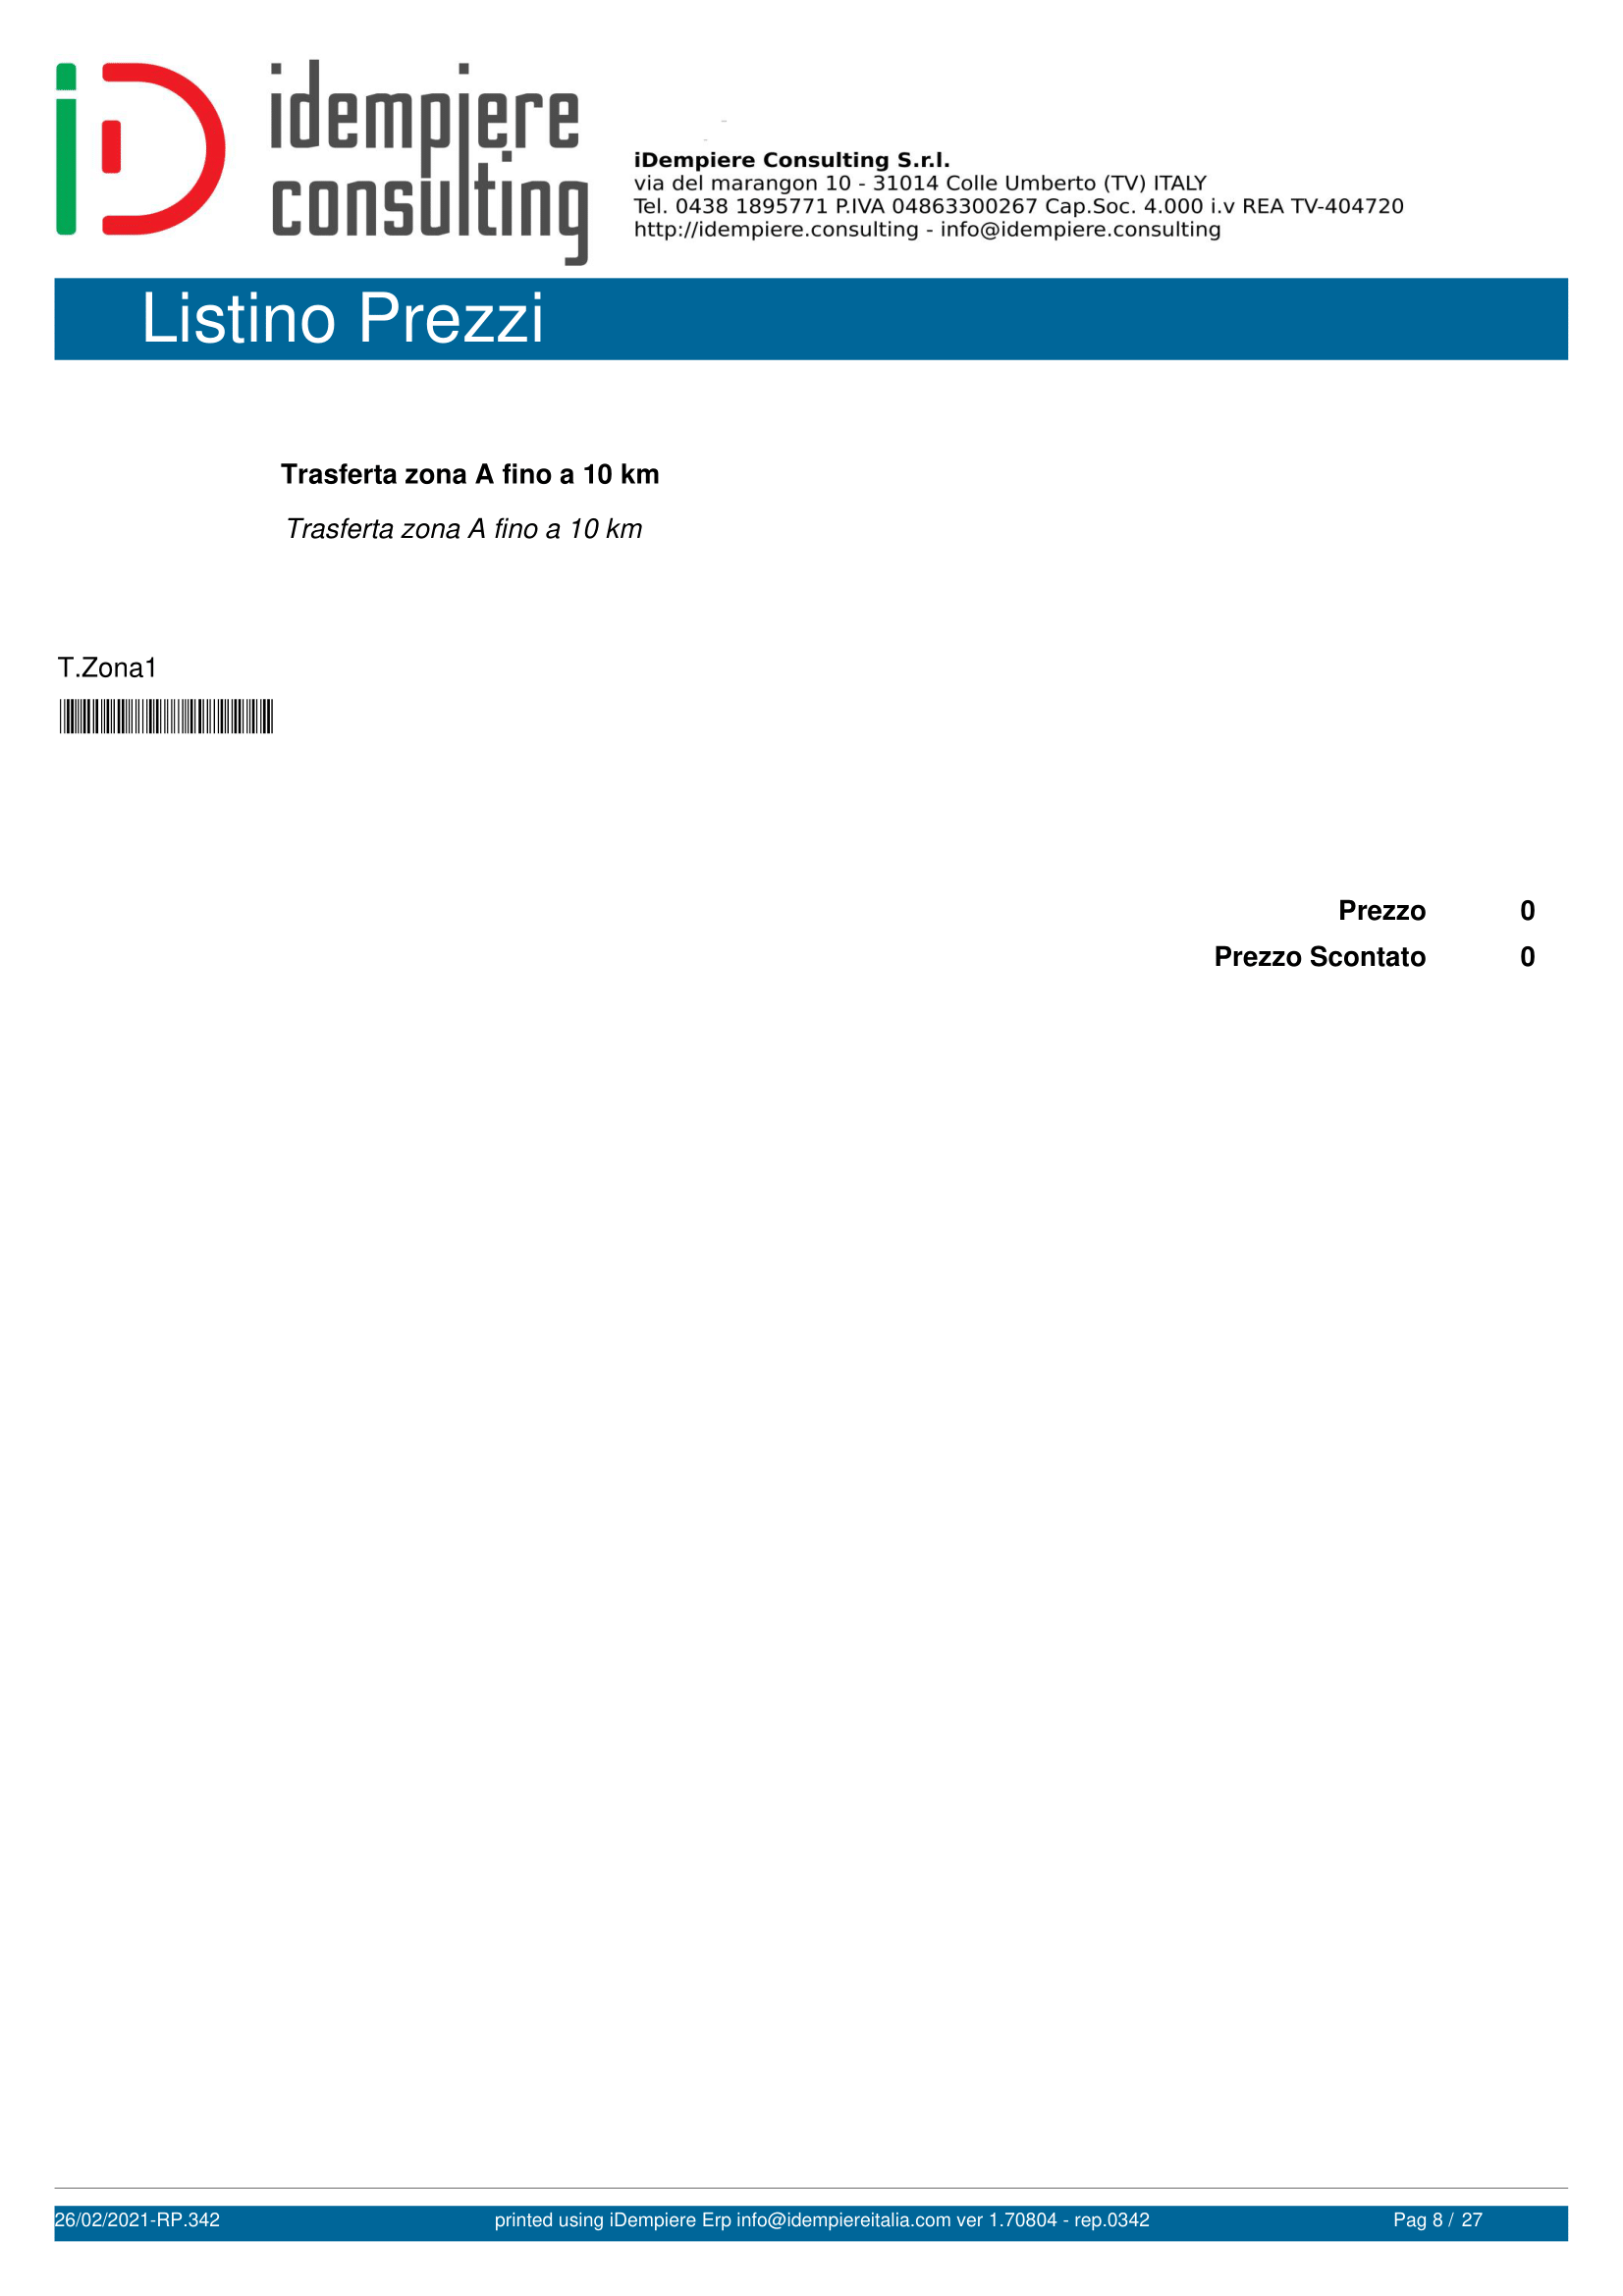 idempiere
consulting
iDempiere Consulting S.r.l.
via del marangon 10 - 31014 Colle Umberto (TV) ITALY
Tel. 0438 1895771 P.IVA 04863300267 Cap.Soc. 4.000 i.v REA TV-404720
http://idempiere.consulting - info@idempiere.consulting
Listino Prezzi
Trasferta zona A fino a 10 km
Trasferta zona A fino a 10 km
T.Zona1
Prezzo 0
Prezzo Scontato 0
26/02/2021-RP.342 printed using iDempiere Erp info@idempiereitalia.com ver 1.70804 - rep.0342 Pag 8 / 27